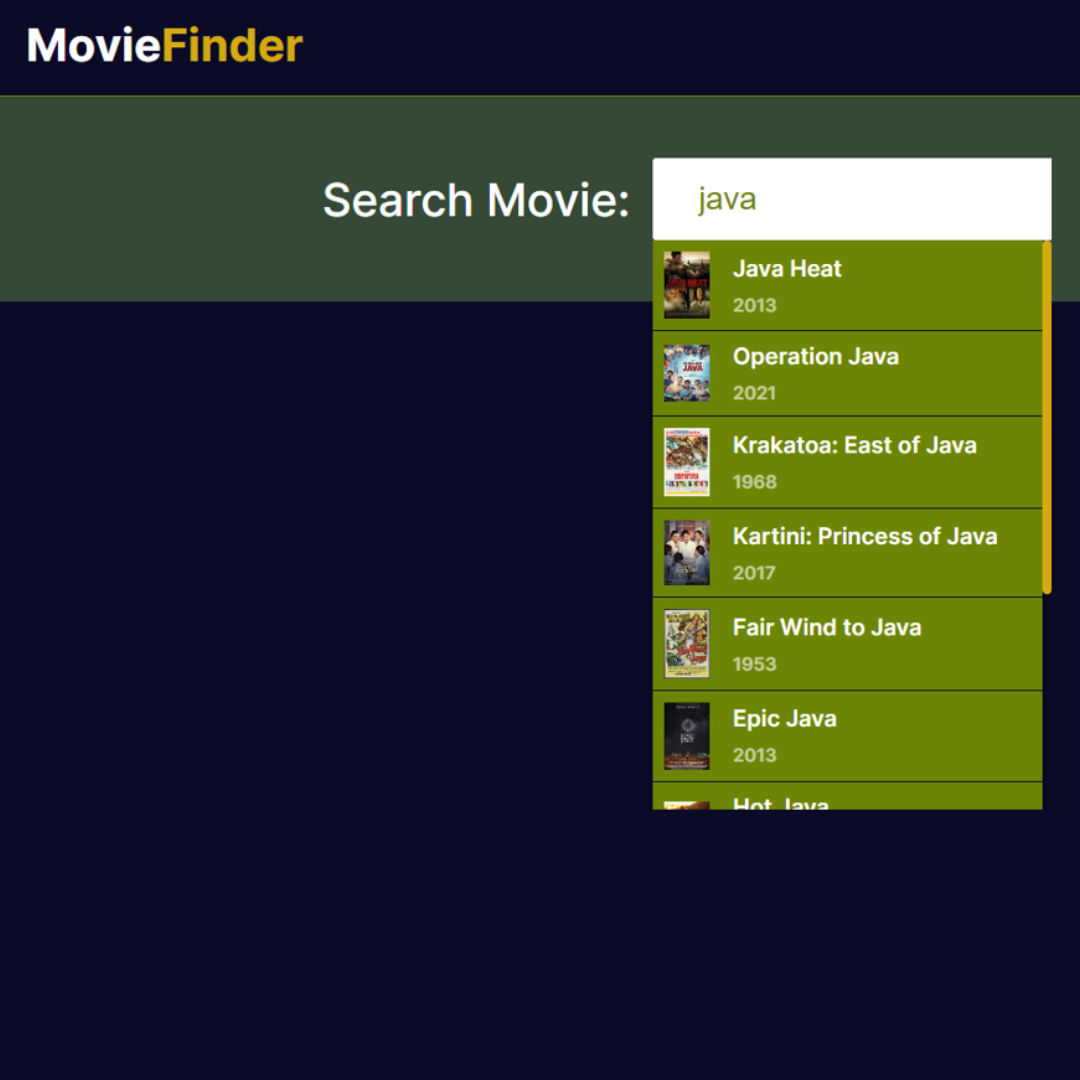 MovieFinder
Search Movie:
java
Java Heat
2013
Operation Java
2021
Krakatoa: East of Java
1968
Kartini: Princess of Java
2017
Fair Wind to Java
1953
Epic Java
2013
Hot Java